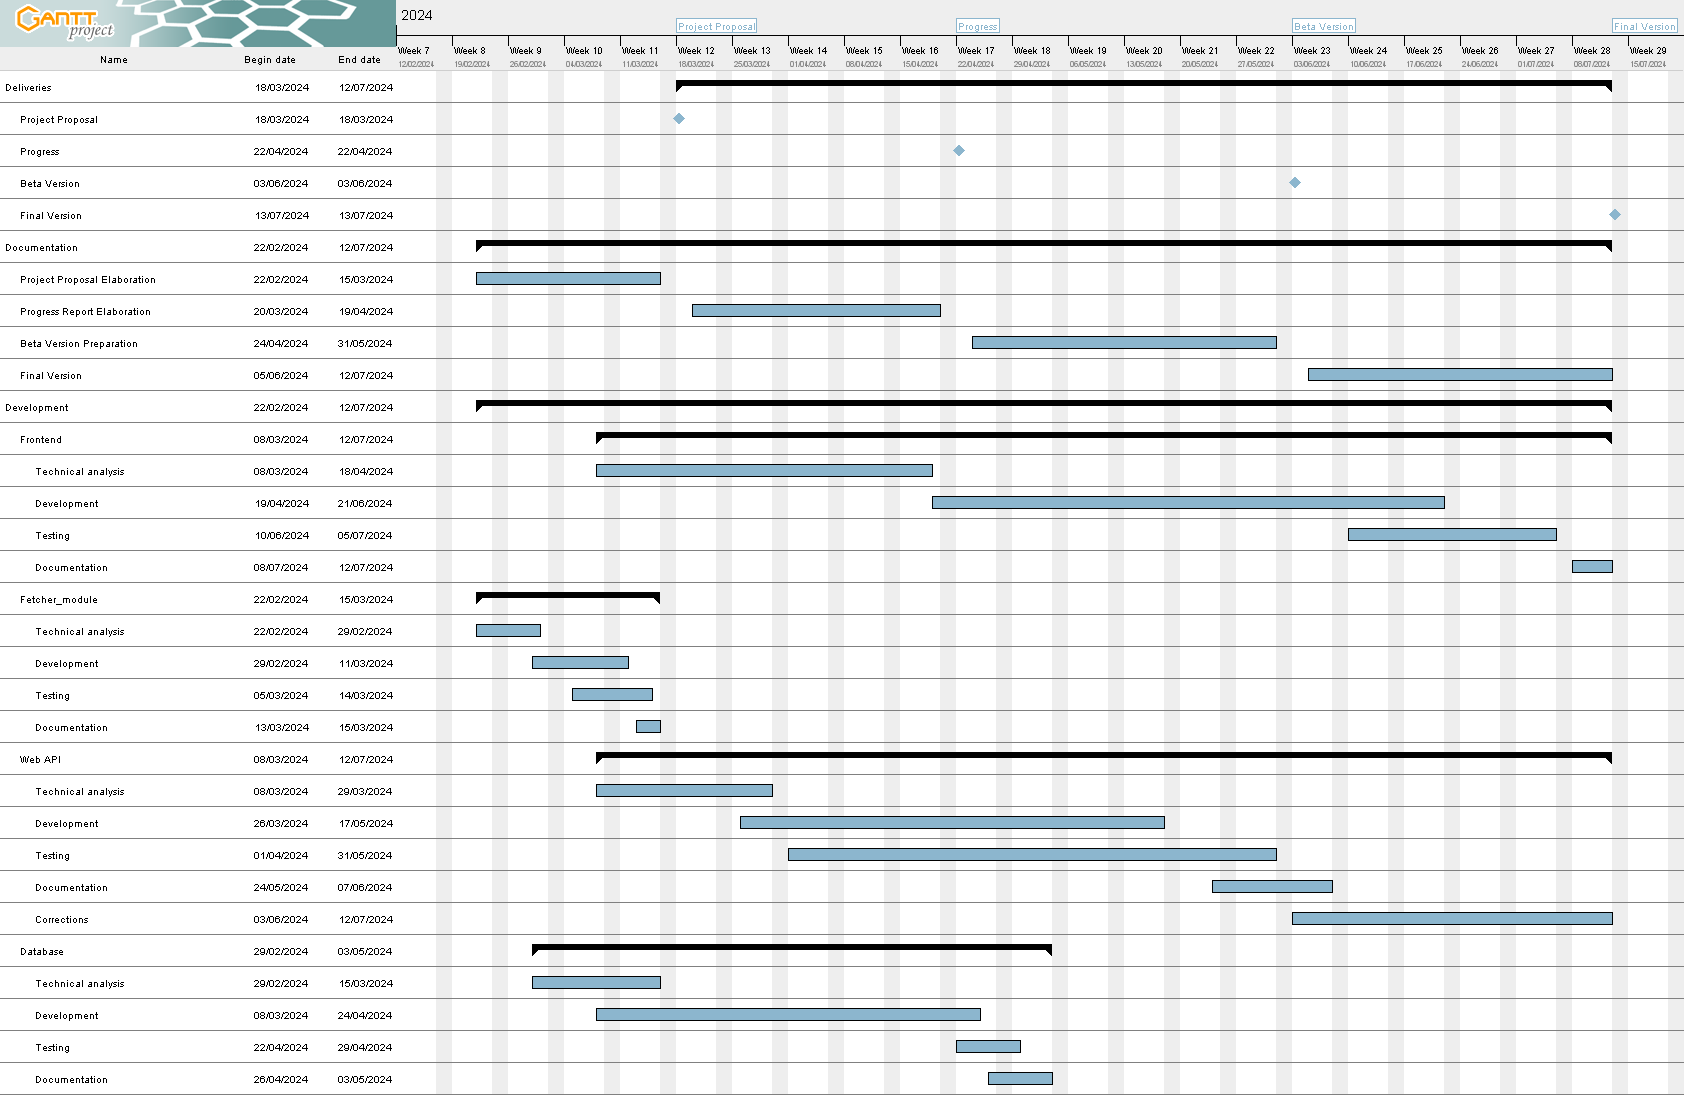 GANTT
project
2024
Project Proposal Progress Beta Version Final Version
Week 7 Week 8 Week 9 Week 10 Week 11 Week 12 Week 13 Week 14 Week 15 Week 16 Week 17 Week 18 Week 19 Week 20 Week 21 Week 22 Week 23 Week 24 Week 25 Week 26 Week 27 Week 28 Week 29
Name Begin date End date 12/02/2024 19/02/2024 26/02/2024 04/03/2024 11/03/2024 18/03/2024 25/03/2024 01/04/2024 08/04/2024 15/04/2024 22/04/2024 29/04/2024 06/05/2024 13/05/2024 20/05/2024 27/05/2024 03/06/2024 10/06/2024 17/06/2024 24/06/2024 01/07/2024 08/07/2024 15/07/2024
Deliveries 18/03/2024 12/07/2024
Project Proposal 18/03/2024 18/03/2024
Progress 22/04/2024 22/04/2024
Beta Version 03/06/2024 03/06/2024
Final Version 13/07/2024 13/07/2024
Documentation 22/02/2024 12/07/2024
Project Proposal Elaboration 22/02/2024 15/03/2024
Progress Report Elaboration 20/03/2024 19/04/2024
Beta Version Preparation 24/04/2024 31/05/2024
Final Version 05/06/2024 12/07/2024
Development 22/02/2024 12/07/2024
Frontend 08/03/2024 12/07/2024
Technical analysis 08/03/2024 18/04/2024
Development 19/04/2024 21/06/2024
Testing 10/06/2024 05/07/2024
Documentation 08/07/2024 12/07/2024
Fetcher_module 22/02/2024 15/03/2024
Technical analysis 22/02/2024 29/02/2024
Development 29/02/2024 11/03/2024
Testing 05/03/2024 14/03/2024
Documentation 13/03/2024 15/03/2024
Web API 08/03/2024 12/07/2024
Technical analysis 08/03/2024 29/03/2024
Development 26/03/2024 17/05/2024
Testing 01/04/2024 31/05/2024
Documentation 24/05/2024 07/06/2024
Corrections 03/06/2024 12/07/2024
Database 29/02/2024 03/05/2024
Technical analysis 29/02/2024 15/03/2024
Development 08/03/2024 24/04/2024
Testing 22/04/2024 29/04/2024
Documentation 26/04/2024 03/05/2024